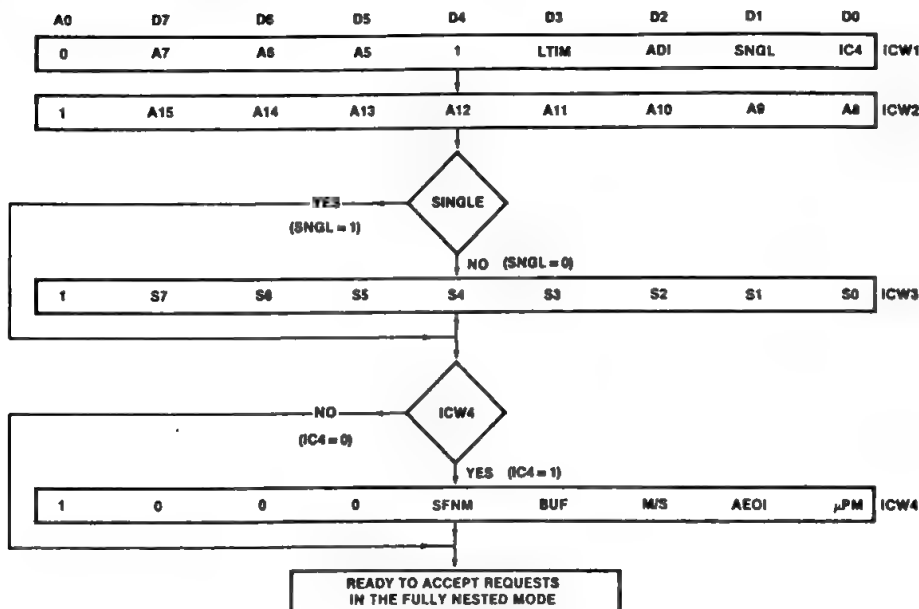 A0 D7 D6 D5 D4 D3 D2 D1 D0
0 A7 A6 A5 1 LTIM ADI SNGL IC4 ICW1
1 A15 A14 A13 A12 A11 A10 A9 A8 ICW2
SINGLE
YES
(SNGL = 1)
NO (SNGL = 0)
1 S7 S6 S5 S4 S3 S2 S1 S0 ICW3
ICW4
NO
(IC4 = 0)
YES (IC4 = 1)
1 0 0 0 SFNM BUF M/S AEOI µPM ICW4
READY TO ACCEPT REQUESTS
IN THE FULLY NESTED MODE